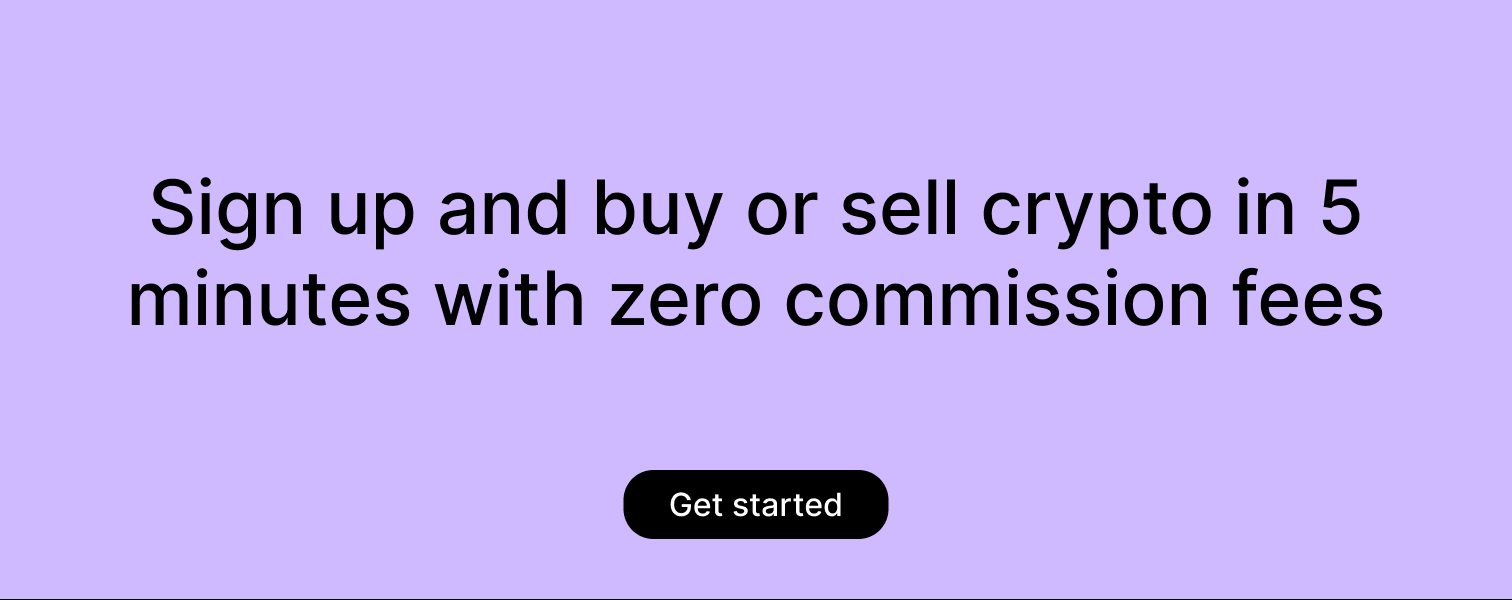 Sign up and buy or sell crypto in 5
minutes with zero commission fees
Get started